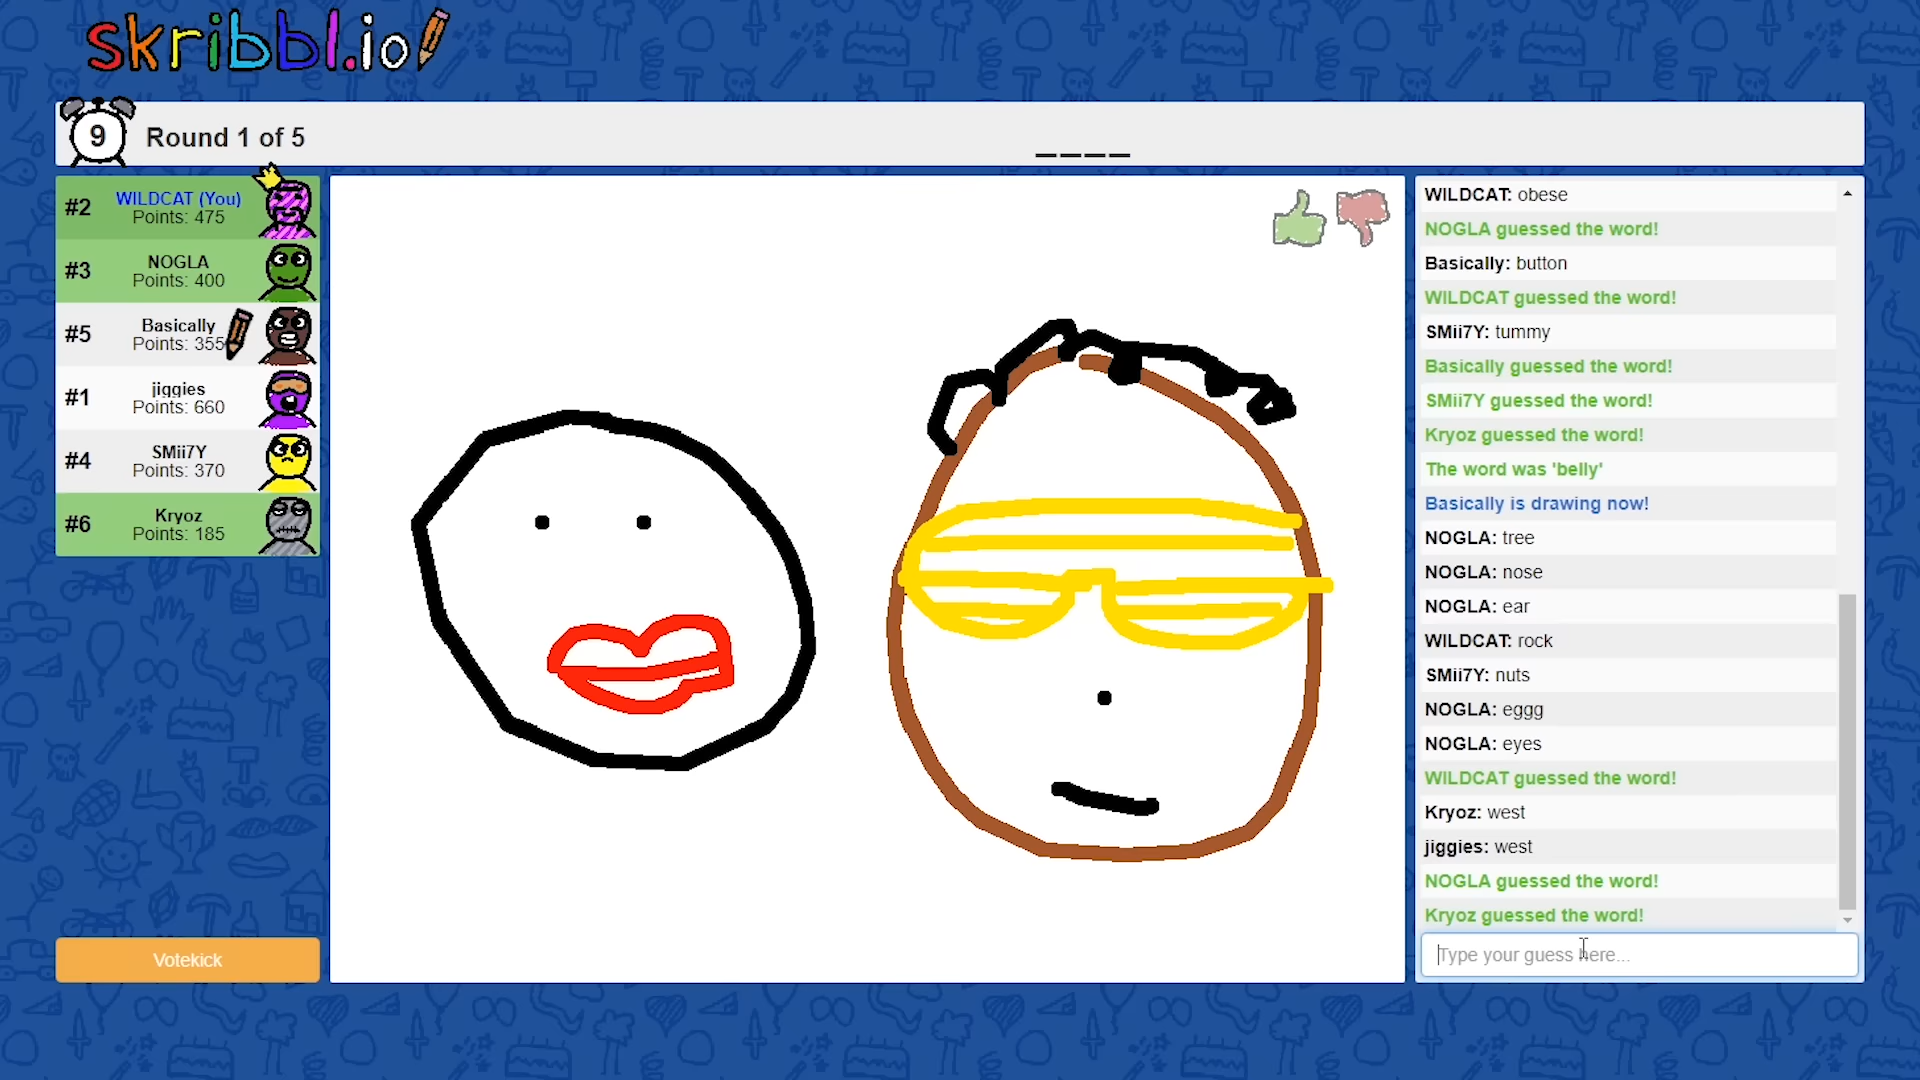 skribbl.io
9
Round 1 of 5
____
#2
WILDCAT (You)
Points: 475
#3
NOGLA
Points: 400
#5
Basically
Points: 355
#1
jiggies
Points: 660
#4
SMii7Y
Points: 370
#6
Kryoz
Points: 185
Votekick
WILDCAT: obese
NOGLA guessed the word!
Basically: button
WILDCAT guessed the word!
SMii7Y: tummy
Basically guessed the word!
SMii7Y guessed the word!
Kryoz guessed the word!
The word was 'belly'
Basically is drawing now!
NOGLA: tree
NOGLA: nose
NOGLA: ear
WILDCAT: rock
SMii7Y: nuts
NOGLA: eggg
NOGLA: eyes
WILDCAT guessed the word!
Kryoz: west
jiggies: west
NOGLA guessed the word!
Kryoz guessed the word!
Type your guess here...